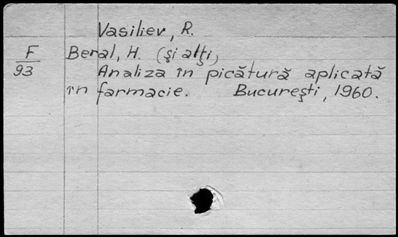 Vasiliev, R.
F Beral, H. (şi alţi)
93 Analiza în picătură aplicată
în farmacie. Bucureşti, 1960.